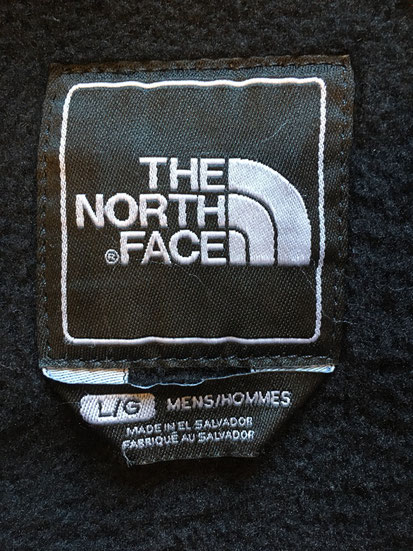 THE
NORTH
® FACE
L/G MENS/HOMMES
MADE IN EL SALVADOR
FABRIQUÉ AU SALVADOR